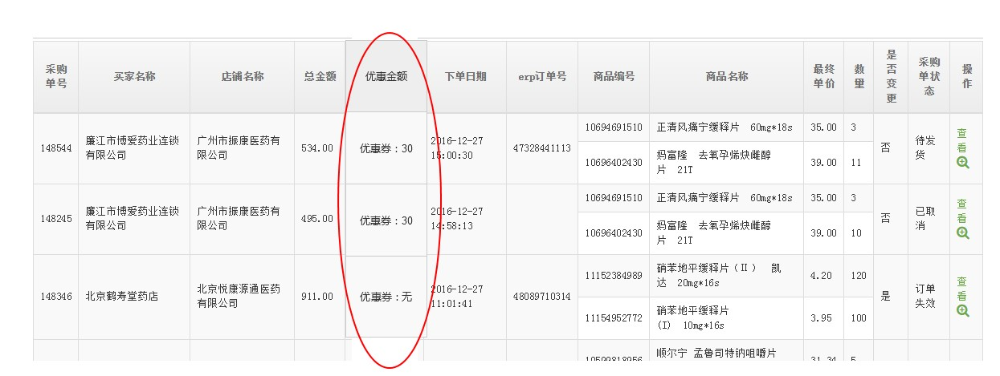 采购单号 买家名称 店铺名称 总金额 优惠金额 下单日期 erp订单号 商品编号 商品名称 最终单价 数量 是否变更 采购单状态 操作
148544 廉江市博爱药业连锁有限公司 广州市振康医药有限公司 534.00 优惠券：30 2016-12-27 15:00:30 47328441113 10694691510 正清风痛宁缓释片 60mg*18s 35.00 3 否 待发货 查看
10696402430 妈富隆 去氧孕烯炔雌醇片 21T 39.00 11
148245 廉江市博爱药业连锁有限公司 广州市振康医药有限公司 495.00 优惠券：30 2016-12-27 14:58:13 10694691510 正清风痛宁缓释片 60mg*18s 35.00 3 否 已取消 查看
10696402430 妈富隆 去氧孕烯炔雌醇片 21T 39.00 10
148346 北京鹤寿堂药店 北京悦康源通医药有限公司 911.00 优惠券：无 2016-12-27 11:01:41 48089710314 11152384989 硝苯地平缓释片（II） 凯达 20mg*16s 4.20 120 是 订单失效 查看
11154952772 硝苯地平缓释片(I) 10mg*16s 3.95 100
顺尔宁 孟鲁司特钠咀嚼片